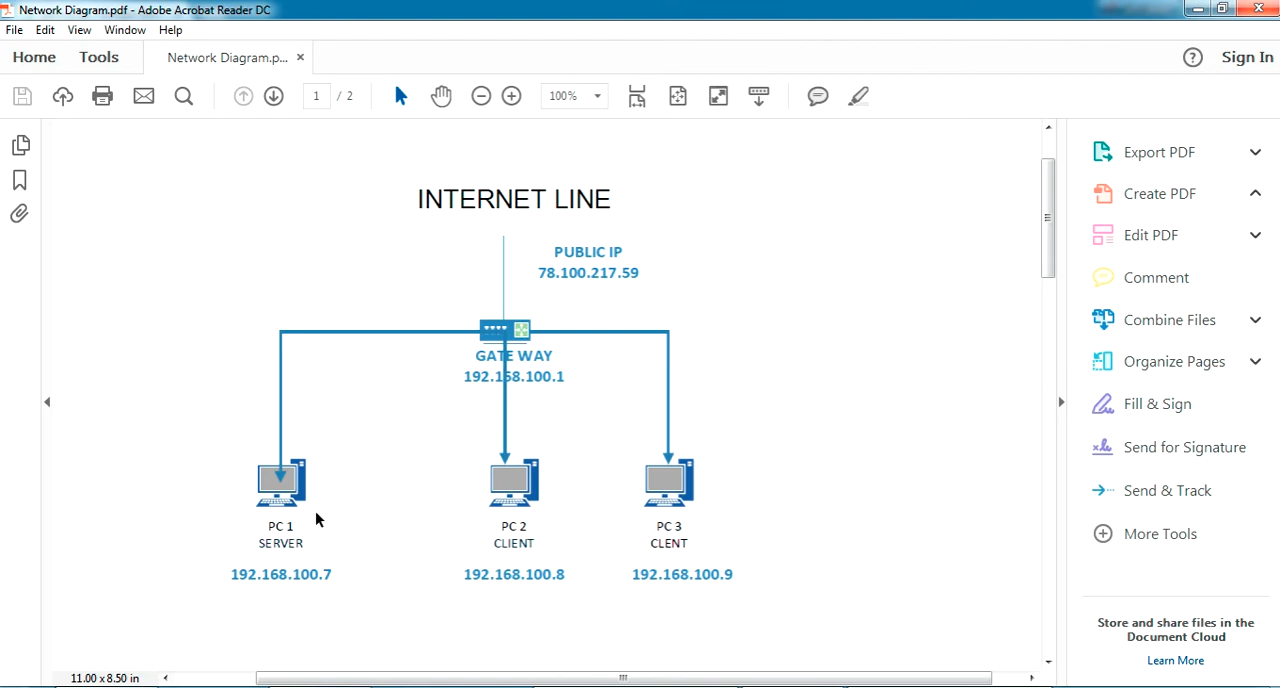 Network Diagram.pdf - Adobe Acrobat Reader DC
File Edit View Window Help
Home Tools Network Diagram.p... × Sign In
1 / 2 100%
Export PDF
Create PDF
Edit PDF
Comment
Combine Files
Organize Pages
Fill & Sign
Send for Signature
Send & Track
More Tools
Store and share files in the
Document Cloud
Learn More
INTERNET LINE
PUBLIC IP
78.100.217.59
GATE WAY
192.168.100.1
PC 1
SERVER
192.168.100.7
PC 2
CLIENT
192.168.100.8
PC 3
CLENT
192.168.100.9
11.00 x 8.50 in